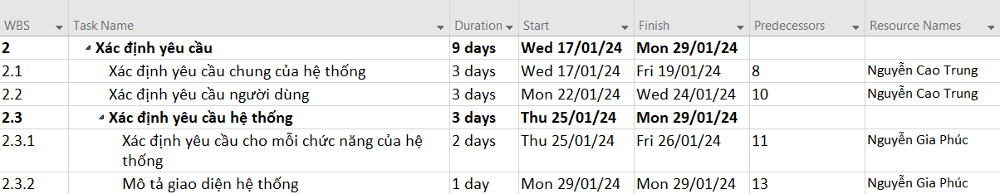 WBS Task Name Duration Start Finish Predecessors Resource Names
2 Xác định yêu cầu 9 days Wed 17/01/24 Mon 29/01/24
2.1 Xác định yêu cầu chung của hệ thống 3 days Wed 17/01/24 Fri 19/01/24 8 Nguyễn Cao Trung
2.2 Xác định yêu cầu người dùng 3 days Mon 22/01/24 Wed 24/01/24 10 Nguyễn Cao Trung
2.3 Xác định yêu cầu hệ thống 3 days Thu 25/01/24 Mon 29/01/24
2.3.1 Xác định yêu cầu cho mỗi chức năng của hệ 2 days Thu 25/01/24 Fri 26/01/24 11 Nguyễn Gia Phúc
thống
2.3.2 Mô tả giao diện hệ thống 1 day Mon 29/01/24 Mon 29/01/24 13 Nguyễn Gia Phúc